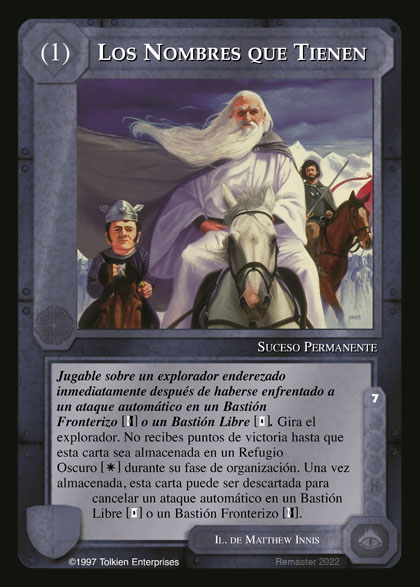 (1) LOS NOMBRES QUE TIENEN
INNIS
SUCESO PERMANENTE
Jugable sobre un explorador enderezado
inmediatamente después de haberse enfrentado a
un ataque automático en un Bastión
Fronterizo [] o un Bastión Libre []. Gira el
explorador. No recibes puntos de victoria hasta que
esta carta sea almacenada en un Refugio
Oscuro [] durante su fase de organización. Una vez
almacenada, esta carta puede ser descartada para
cancelar un ataque automático en un Bastión
Libre [] o un Bastión Fronterizo [].
7
IL. DE MATTHEW INNIS
©1997 Tolkien Enterprises
Remaster 2022